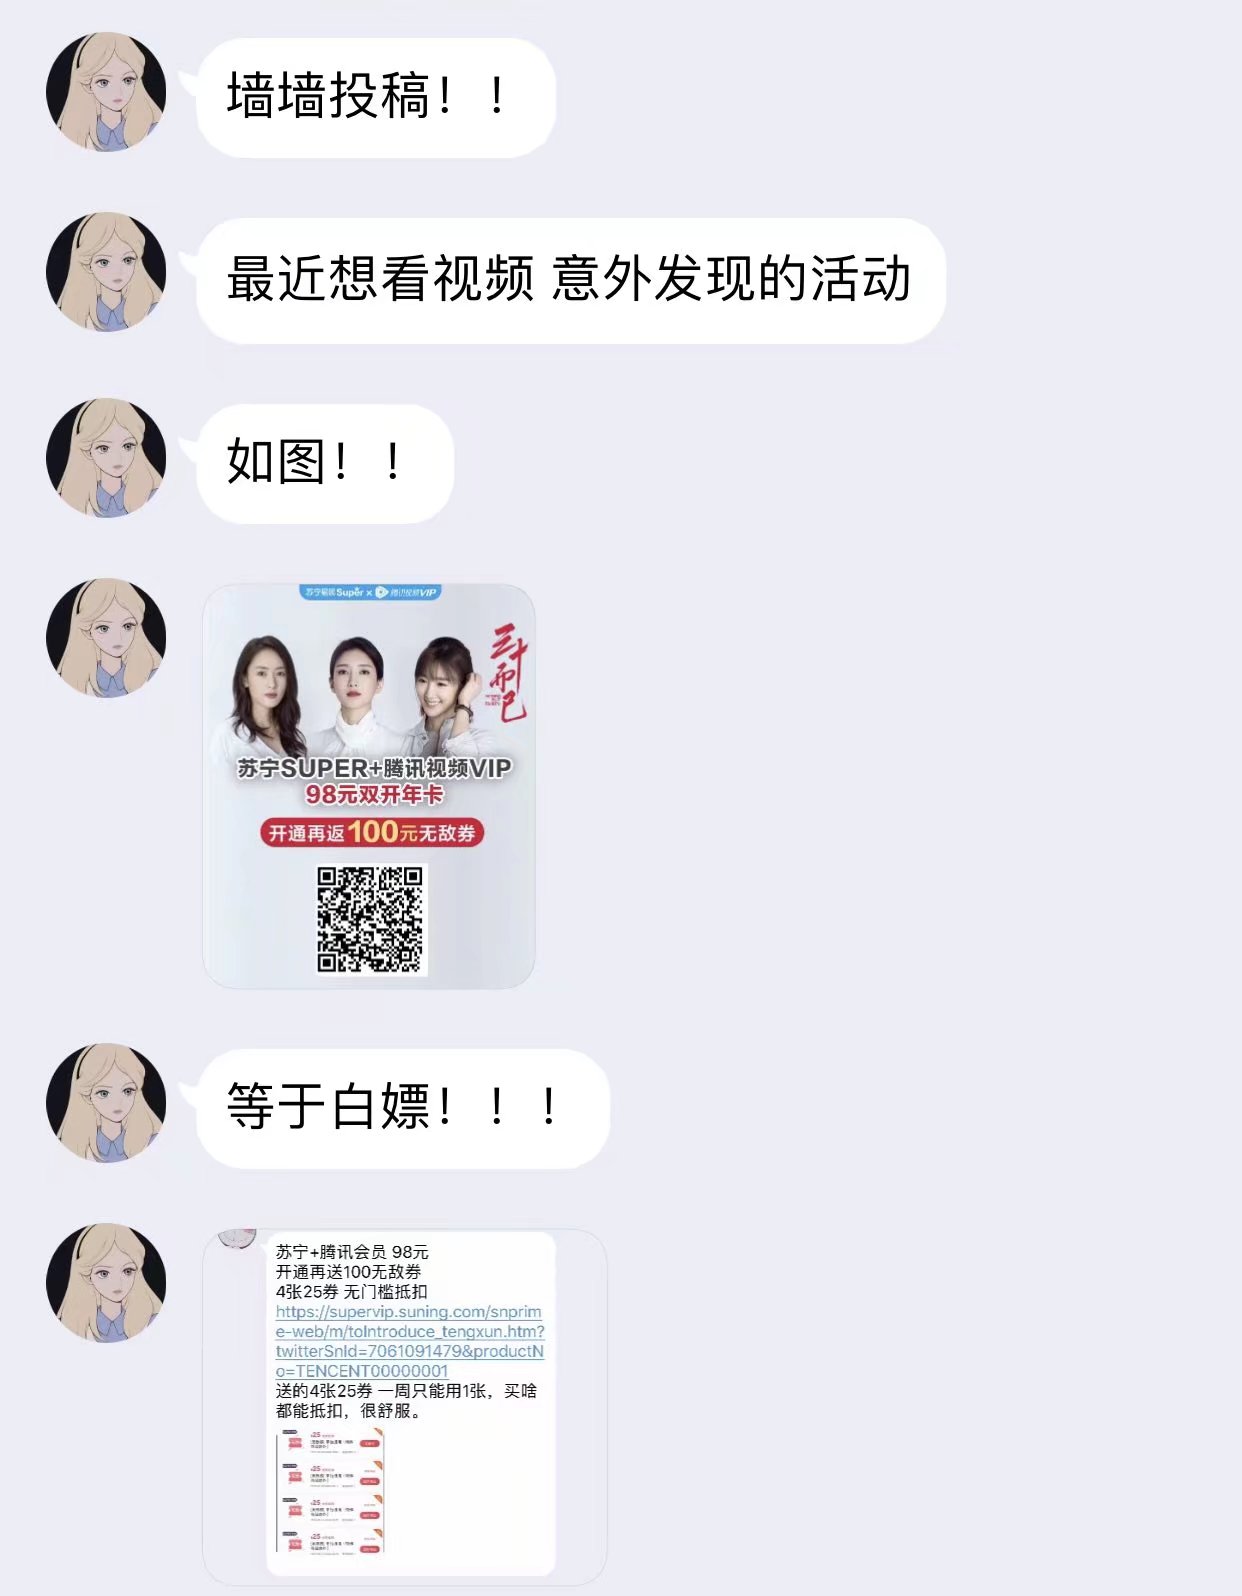 墙墙投稿！！
最近想看视频 意外发现的活动
如图！！
苏宁易购Super × 腾讯视频VIP
三十而已
苏宁SUPER+腾讯视频VIP
98元双开年卡
开通再返100元无敌券
等于白嫖！！！
苏宁+腾讯会员 98元
开通再送100无敌券
4张25券 无门槛抵扣
https://supervip.suning.com/snprim
e-web/m/toIntroduce_tengxun.htm?
twitterSnId=7061091479&productN
o=TENCENT00000001
送的4张25券 一周只能用1张，买啥
都能抵扣，很舒服。
¥25
¥25
¥25
¥25